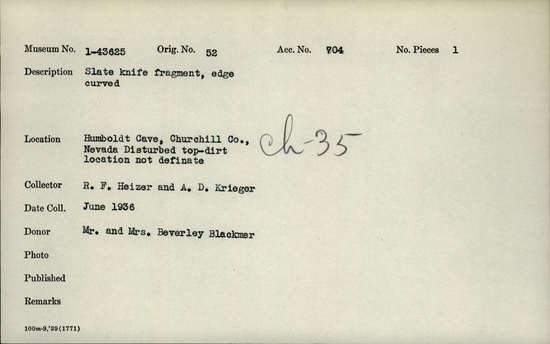 Museum No. 1-43625 Orig. No. 52 Acc. No. 704 No. Pieces 1
Description Slate knife fragment, edge
curved
Location Humboldt Cave, Churchill Co.,
Nevada Disturbed top-dirt
location not definate
Ch-35
Collector R. F. Heizer and A. D. Krieger
Date Coll. June 1936
Donor Mr. and Mrs. Beverley Blackmer
Photo
Published
Remarks
100m-9,'39(1771)